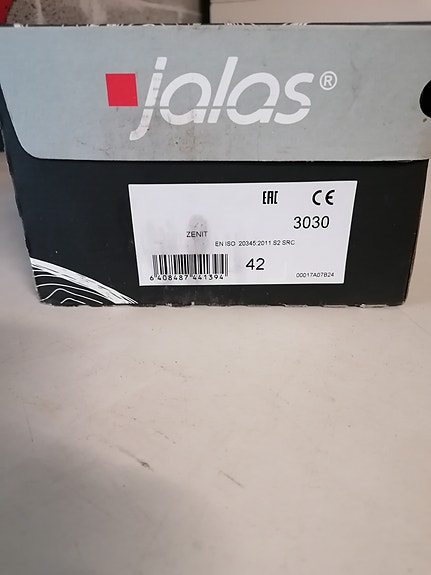 jalas®
EAC CE
3030
ZENIT
EN ISO 20345:2011 S2 SRC
42
6 408487 441394
00017A07B24